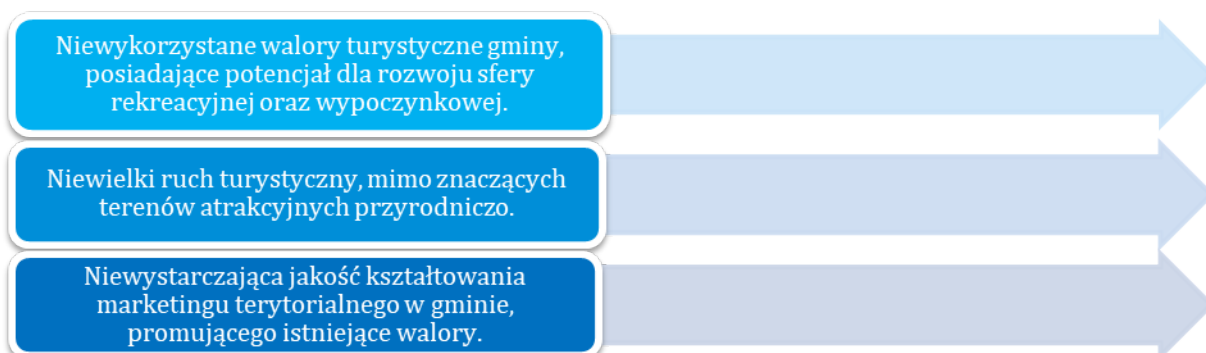 Niewykorzystane walory turystyczne gminy,
posiadające potencjał dla rozwoju sfery
rekreacyjnej oraz wypoczynkowej.
Niewielki ruch turystyczny, mimo znaczących
terenów atrakcyjnych przyrodniczo.
Niewystarczająca jakość kształtowania
marketingu terytorialnego w gminie,
promującego istniejące walory.